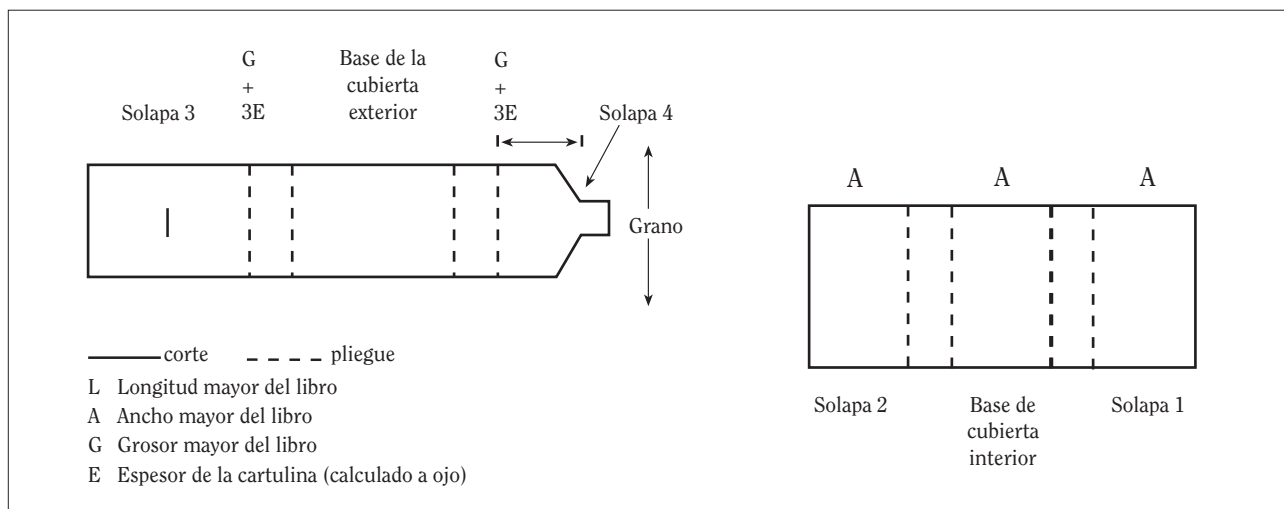 G
+
3E
Base de la
cubierta
exterior
G
+
3E
Solapa 3
Solapa 4
Grano
A
A
A
corte
pliegue
L Longitud mayor del libro
A Ancho mayor del libro
G Grosor mayor del libro
E Espesor de la cartulina (calculado a ojo)
Solapa 2
Base de
cubierta
interior
Solapa 1